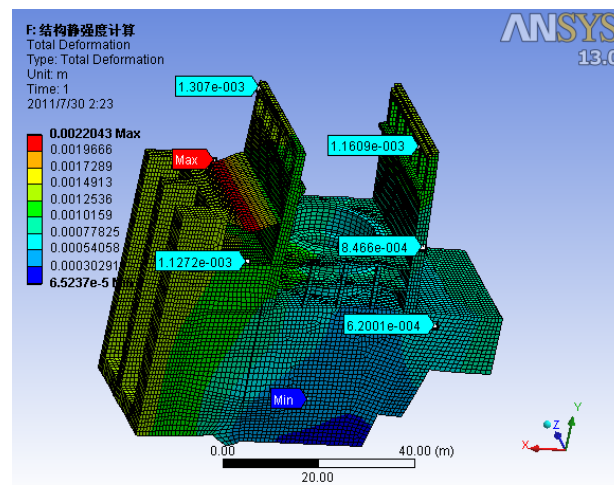 F: 结构静强度计算
Total Deformation
Type: Total Deformation
Unit: m
Time: 1
2011/7/30 2:23
ANSYS
13.0
0.0022043 Max
0.0019666
0.0017289
0.0014913
0.0012536
0.0010159
0.00077825
0.00054058
0.00030291
6.5237e-5
1.307e-003
Max
1.1609e-003
1.1272e-003
8.466e-004
6.2001e-004
Min
0.00
40.00 (m)
20.00
X
Y
Z